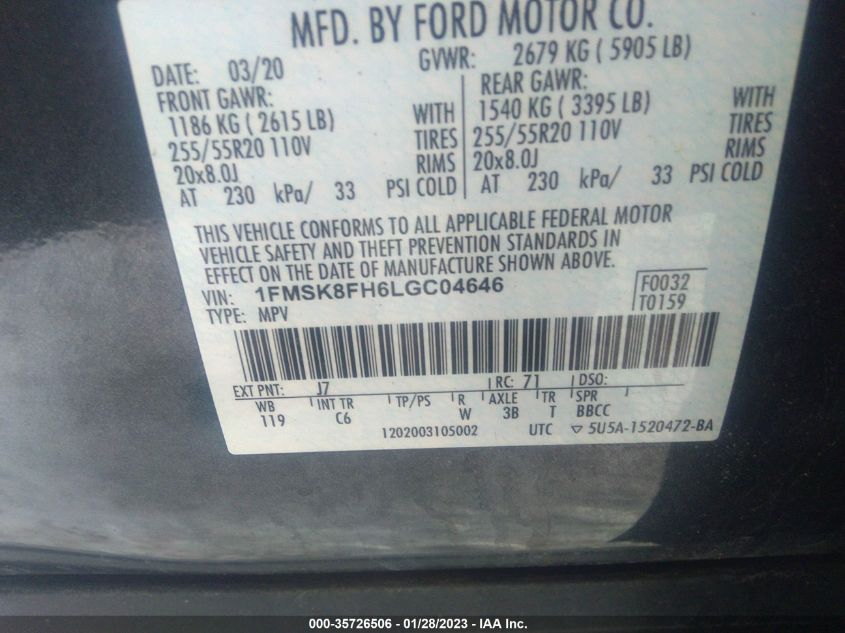 MFD. BY FORD MOTOR CO.
DATE: 03/20 GVWR: 2679 KG ( 5905 LB)
FRONT GAWR: REAR GAWR:
1186 KG ( 2615 LB) WITH 1540 KG ( 3395 LB) WITH
255/55R20 110V TIRES 255/55R20 110V TIRES
20x8.0J RIMS 20x8.0J RIMS
AT 230 kPa/ 33 PSI COLD AT 230 kPa/ 33 PSI COLD
THIS VEHICLE CONFORMS TO ALL APPLICABLE FEDERAL MOTOR
VEHICLE SAFETY AND THEFT PREVENTION STANDARDS IN
EFFECT ON THE DATE OF MANUFACTURE SHOWN ABOVE.
VIN: 1FMSK8FH6LGC04646 F0032
TYPE: MPV T0159
EXT PNT: J7 RC: 71 DSO:
WB INT TR TP/PS R AXLE TR SPR
119 C6 W 3B T BBCC
1202003105002 UTC ▽ 5U5A-1520472-BA
000-35726506 - 01/28/2023 - IAA Inc.